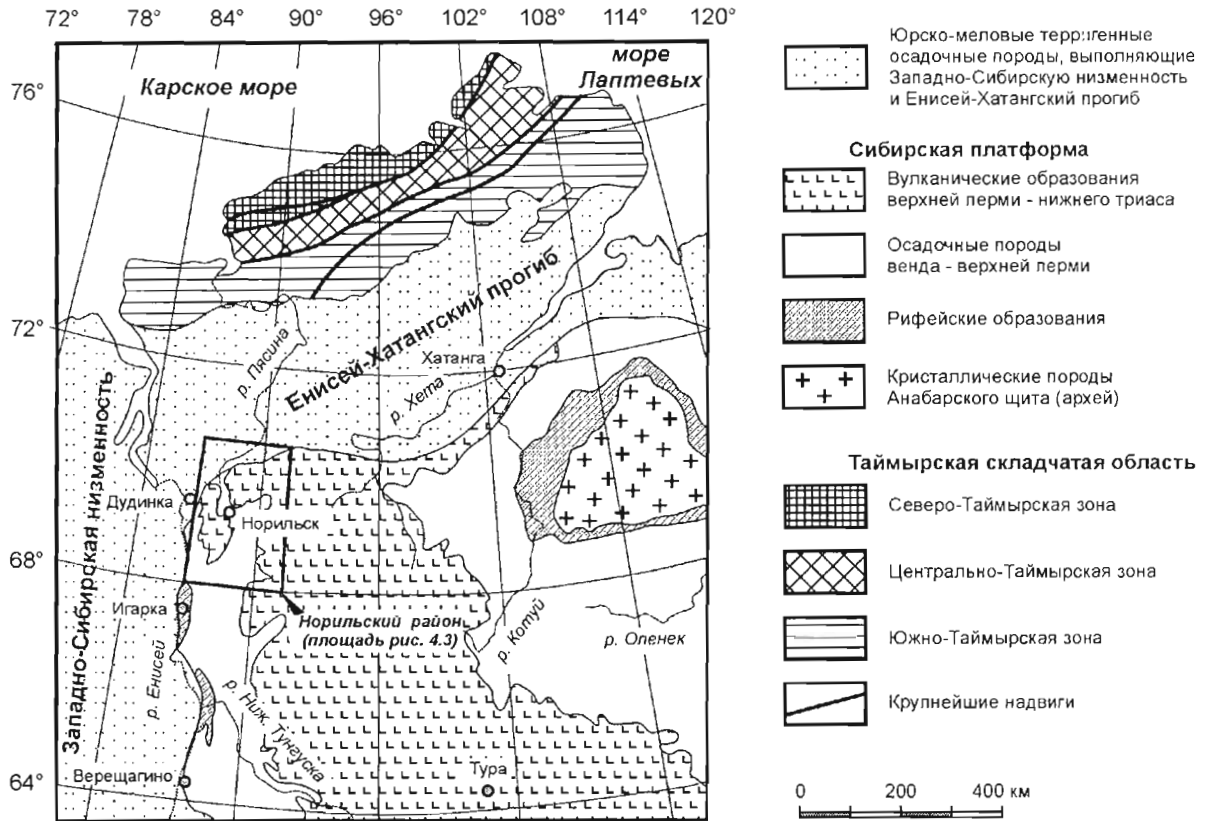 72° 78° 84° 90° 96° 102° 108° 114° 120°
76°
72°
68°
64°
Карское море
море
Лаптевых
Енисей-Хатангский прогиб
Западно-Сибирская низменность
р. Пясина
р. Хета
Хатанга
Дудинка
Норильск
Игарка
Норильский район
(площадь рис. 4.3)
р. Котуй
р. Оленек
р. Енисей
р. Ниж. Тунгуска
Верещагино
Тура
Юрско-меловые терригенные
осадочные породы, выполняющие
Западно-Сибирскую низменность
и Енисей-Хатангский прогиб
Сибирская платформа
Вулканические образования
верхней перми - нижнего триаса
Осадочные породы
венда - верхней перми
Рифейские образования
Кристаллические породы
Анабарского щита (архей)
Таймырская складчатая область
Северо-Таймырская зона
Центрально-Таймырская зона
Южно-Таймырская зона
Крупнейшие надвиги
0 200 400 км